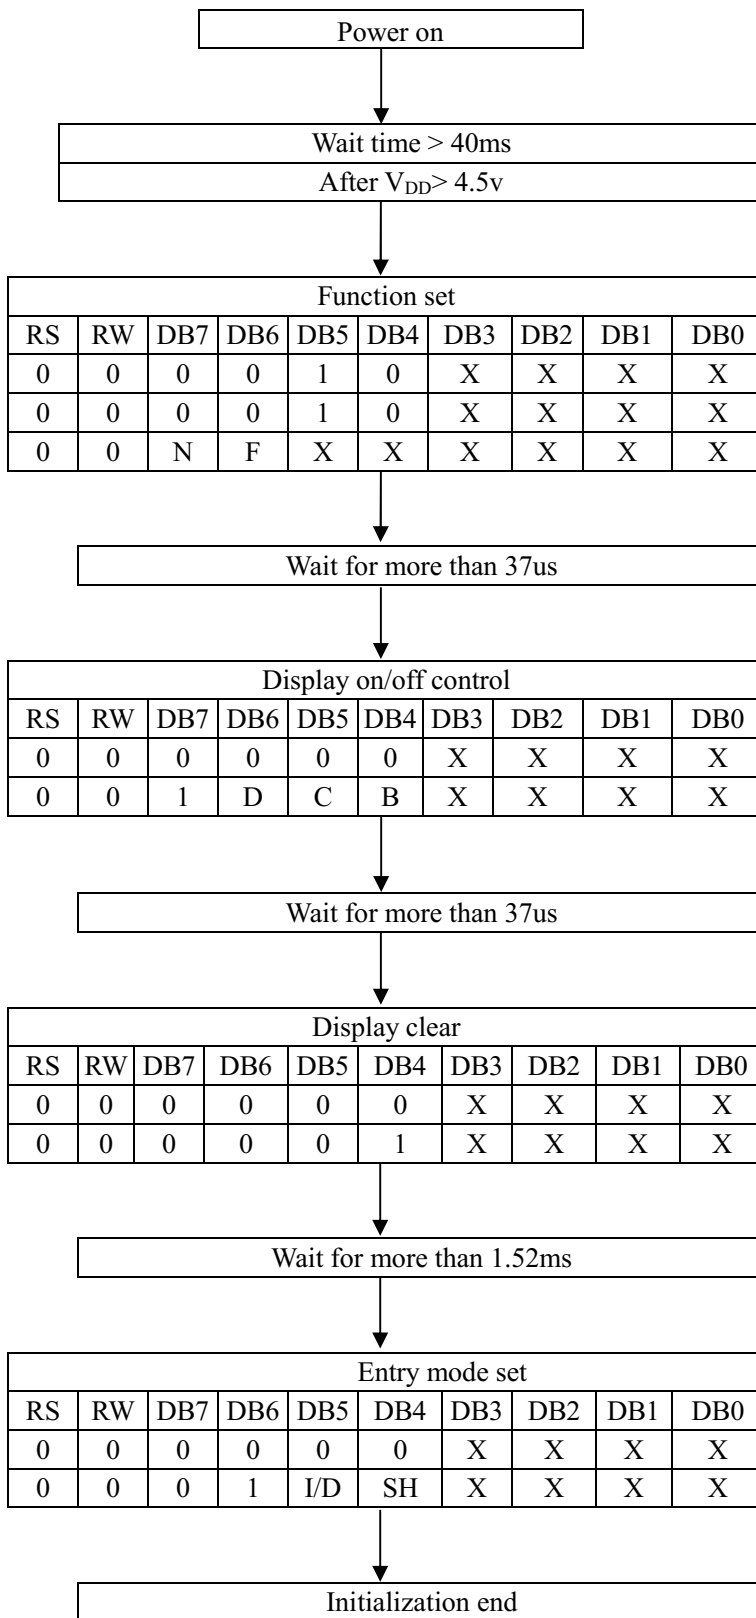 Power on
Wait time > 40ms
After VDD> 4.5v
Function set
RS RW DB7 DB6 DB5 DB4 DB3 DB2 DB1 DB0
0 0 0 0 1 0 X X X X
0 0 0 0 1 0 X X X X
0 0 N F X X X X X X
Wait for more than 37us
Display on/off control
RS RW DB7 DB6 DB5 DB4 DB3 DB2 DB1 DB0
0 0 0 0 0 0 X X X X
0 0 1 D C B X X X X
Wait for more than 37us
Display clear
RS RW DB7 DB6 DB5 DB4 DB3 DB2 DB1 DB0
0 0 0 0 0 0 X X X X
0 0 0 0 0 1 X X X X
Wait for more than 1.52ms
Entry mode set
RS RW DB7 DB6 DB5 DB4 DB3 DB2 DB1 DB0
0 0 0 0 0 0 X X X X
0 0 0 1 I/D SH X X X X
Initialization end